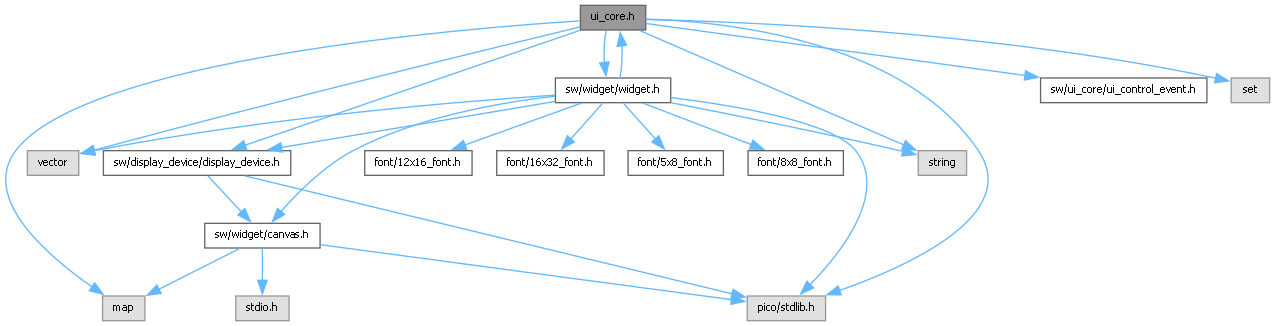 ui_core.h
sw/widget/widget.h
sw/ui_core/ui_control_event.h
set
vector
sw/display_device/display_device.h
font/12x16_font.h
font/16x32_font.h
font/5x8_font.h
font/8x8_font.h
string
sw/widget/canvas.h
map
stdio.h
pico/stdlib.h